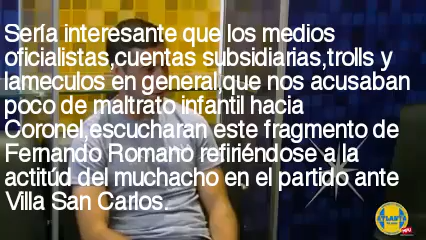 Sería interesante que los medios
oficialistas,cuentas subsidiarias,trolls y
lameculos en general,que nos acusaban
poco de maltrato infantil hacia
Coronel,escucharan este fragmento de
Fernando Romano refiriéndose a la
actitud del muchacho en el partido ante
Villa San Carlos.
ATLANTA